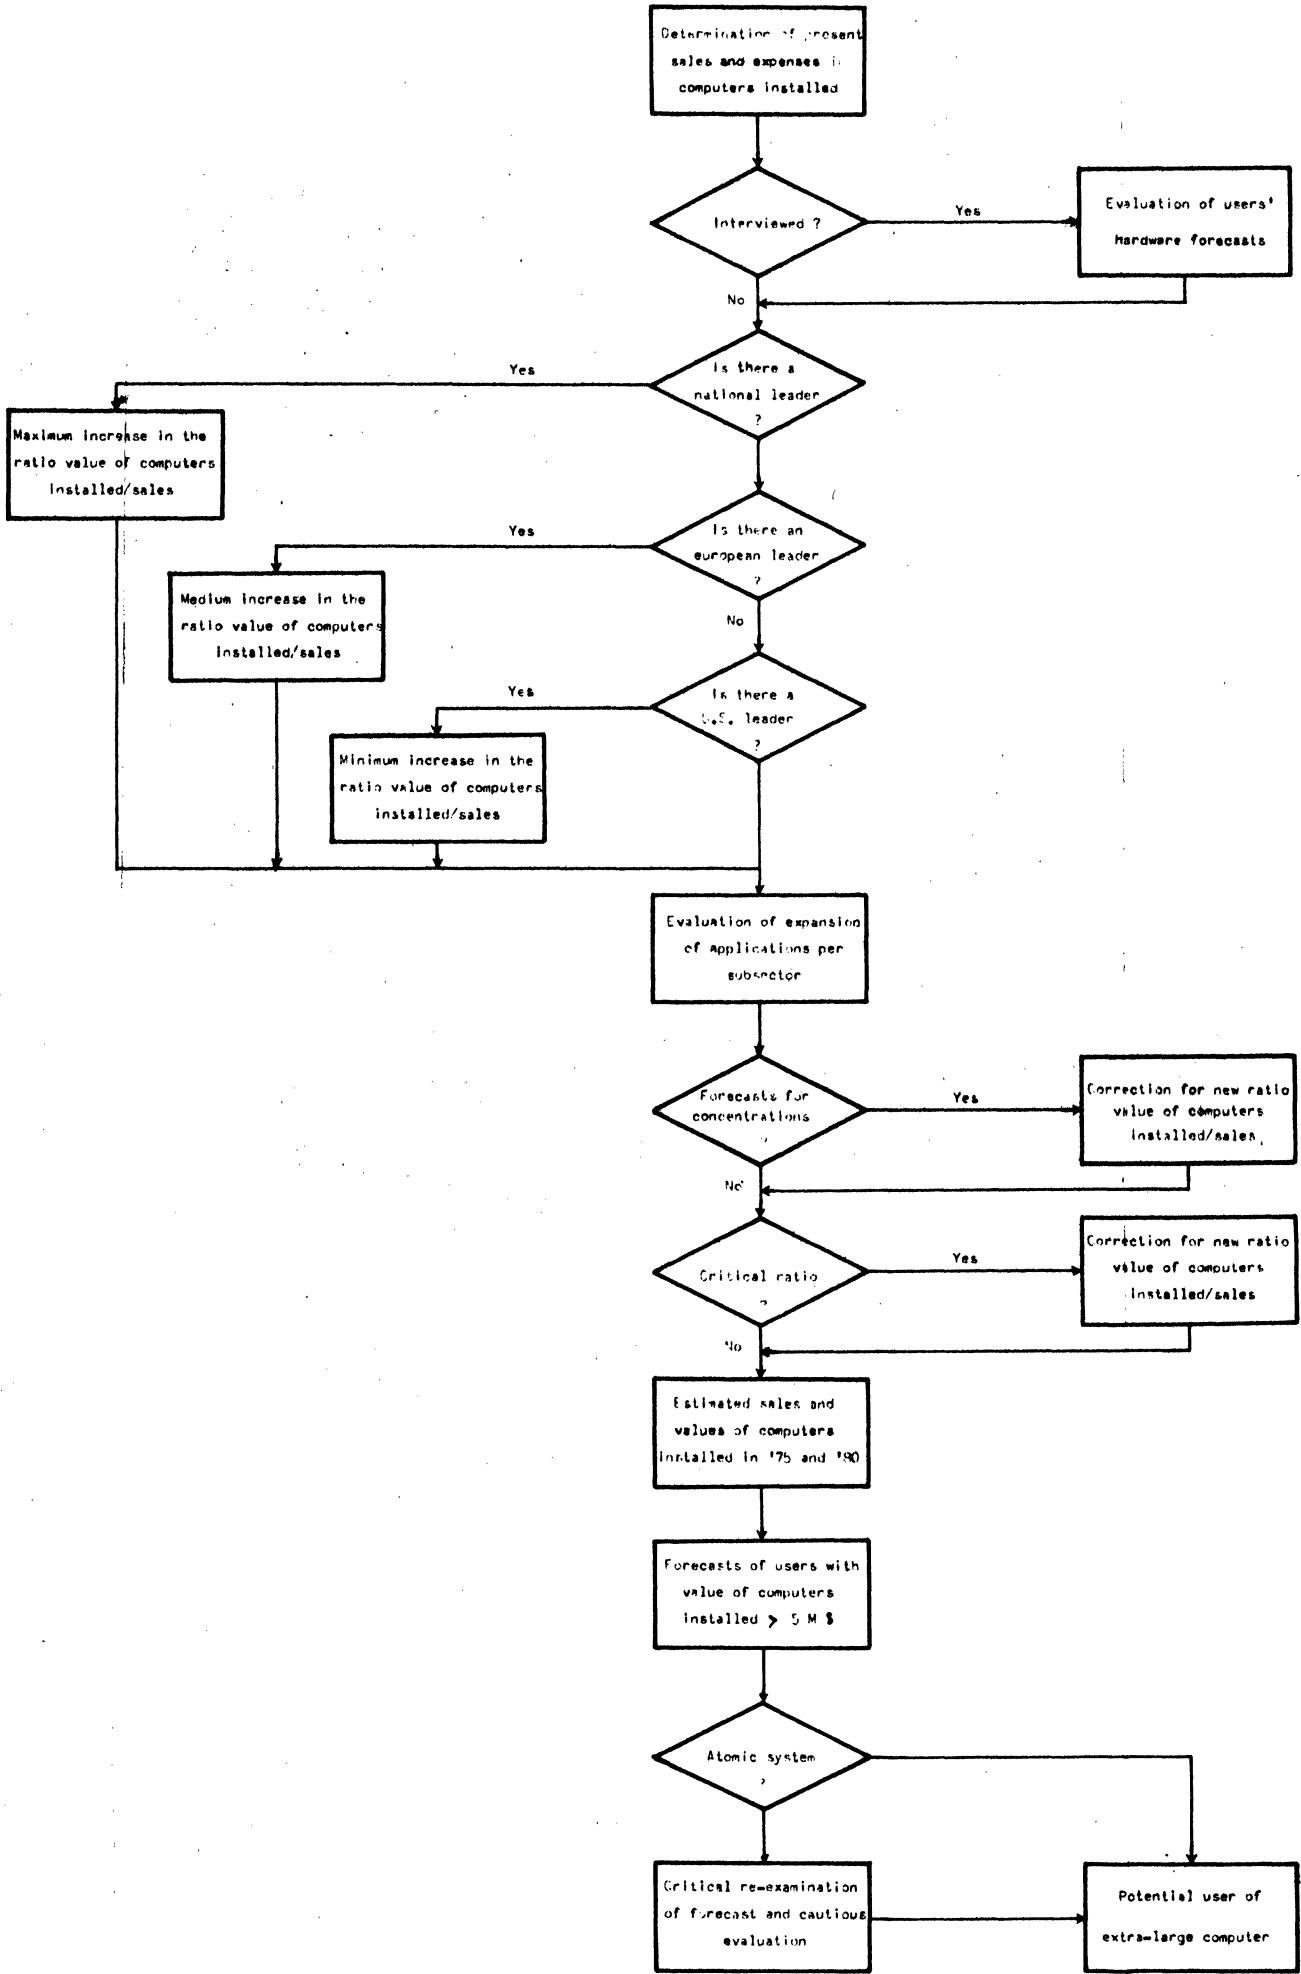 Determination of present
sales and expenses i
computers installed
Interviewed ?
Yes
Evaluation of users'
Hardware forecasts
No
Is there a
national leader
?
Yes
Maximum increase in the
ratio value of computers
installed/sales
Is there an
european leader
?
Yes
Medium increase in the
ratio value of computers
installed/sales
No
Is there a
U.S. leader
?
Yes
Minimum increase in the
ratio value of computers
installed/sales
Evaluation of expansion
of applications per
subsector
Forecasts for
concentrations
?
Yes
Correction for new ratio
value of computers
installed/sales
No
Critical ratio
?
Yes
Correction for new ratio
value of computers
installed/sales
No
Estimated sales and
values of computers
installed in '75 and '80
Forecasts of users with
value of computers
installed > 5 M $
Atomic system
?
Critical re-examination
of forecast and cautious
evaluation
Potential user of
extra-large computer